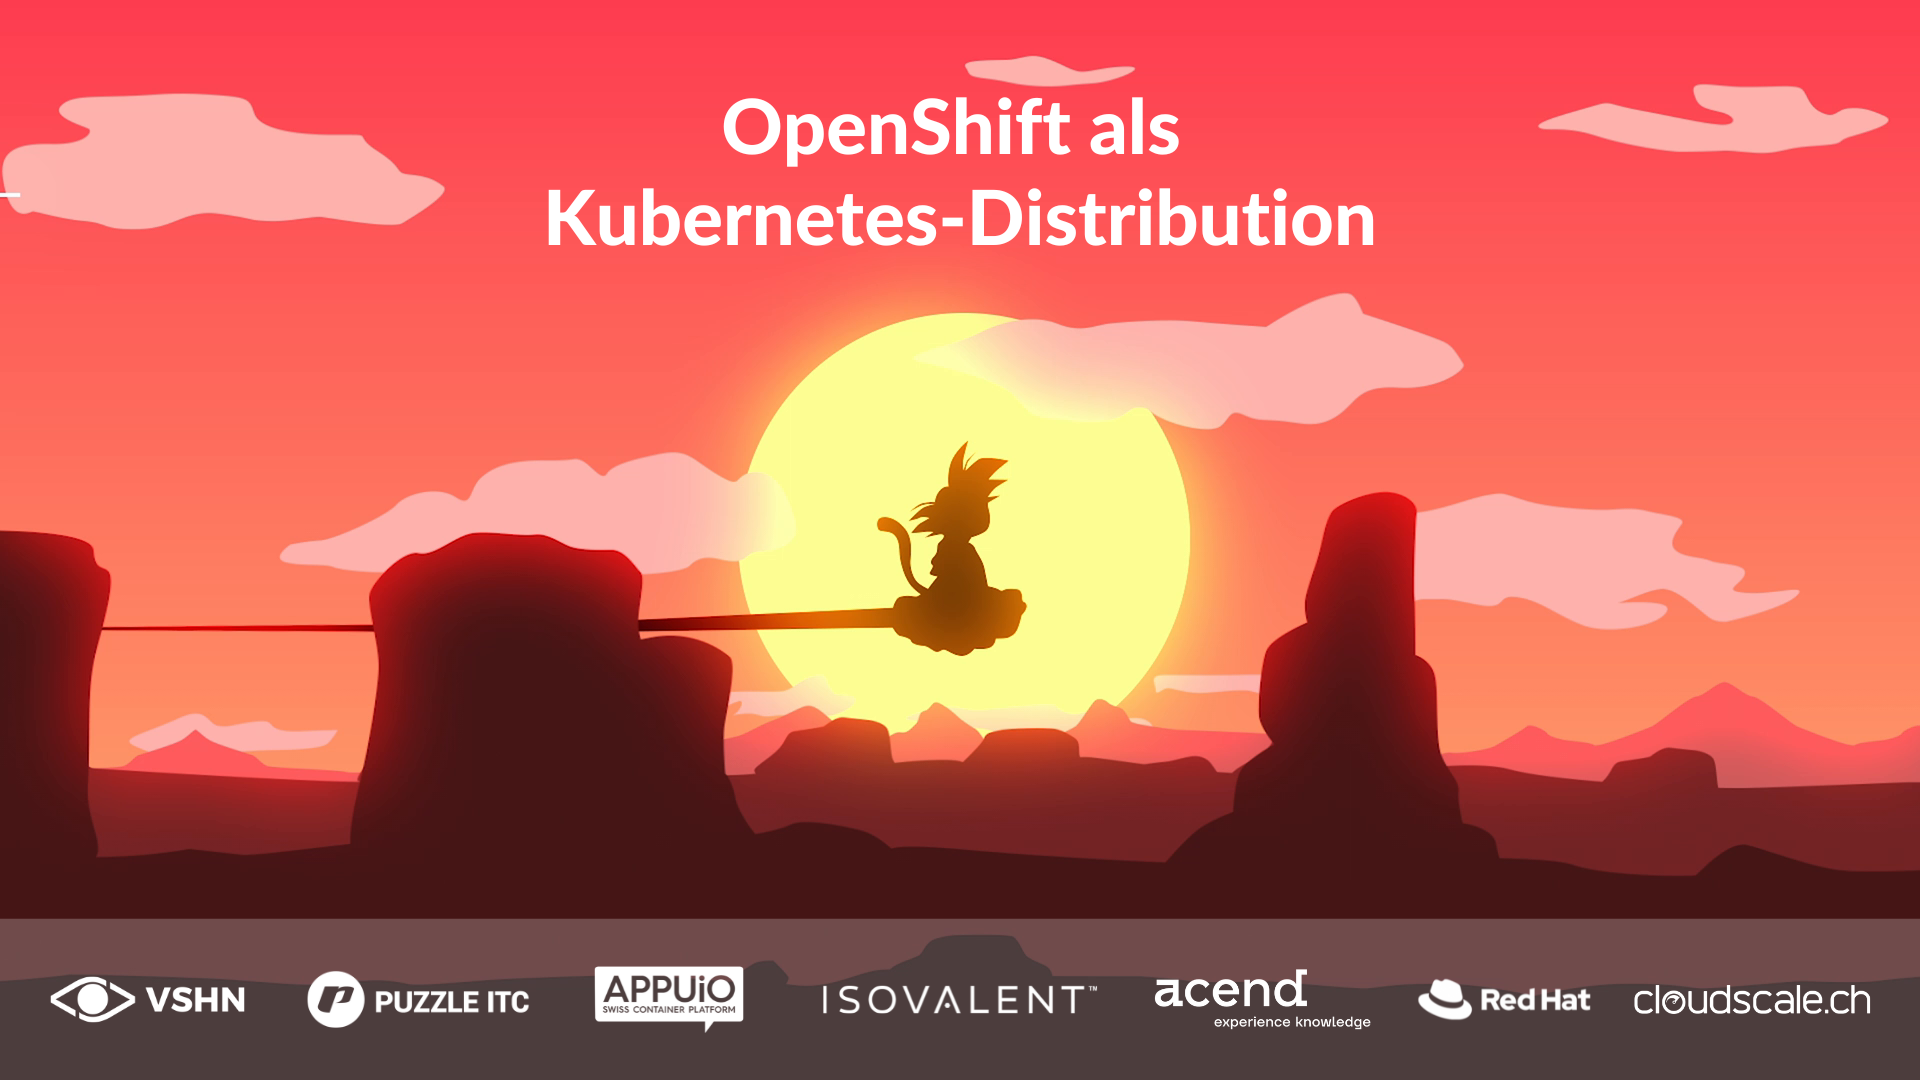 OpenShift als
Kubernetes-Distribution
VSHN
PUZZLE ITC
APPUiO
SWISS CONTAINER PLATFORM
ISOVALENT™
acend
experience knowledge
Red Hat
cloudscale.ch